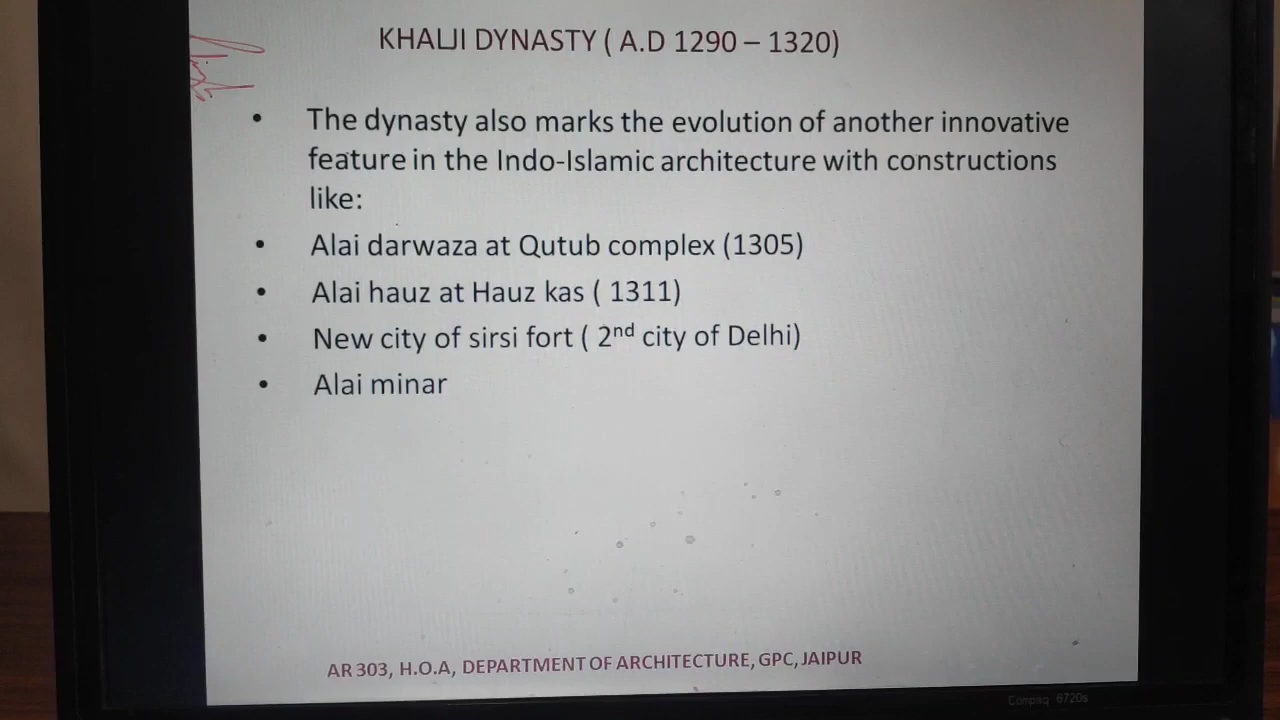 KHALJI DYNASTY ( A.D 1290 – 1320)
• The dynasty also marks the evolution of another innovative
feature in the Indo-Islamic architecture with constructions
like:
• Alai darwaza at Qutub complex (1305)
• Alai hauz at Hauz kas ( 1311)
• New city of sirsi fort ( 2nd city of Delhi)
• Alai minar
AR 303, H.O.A, DEPARTMENT OF ARCHITECTURE, GPC, JAIPUR
Compaq 6720s